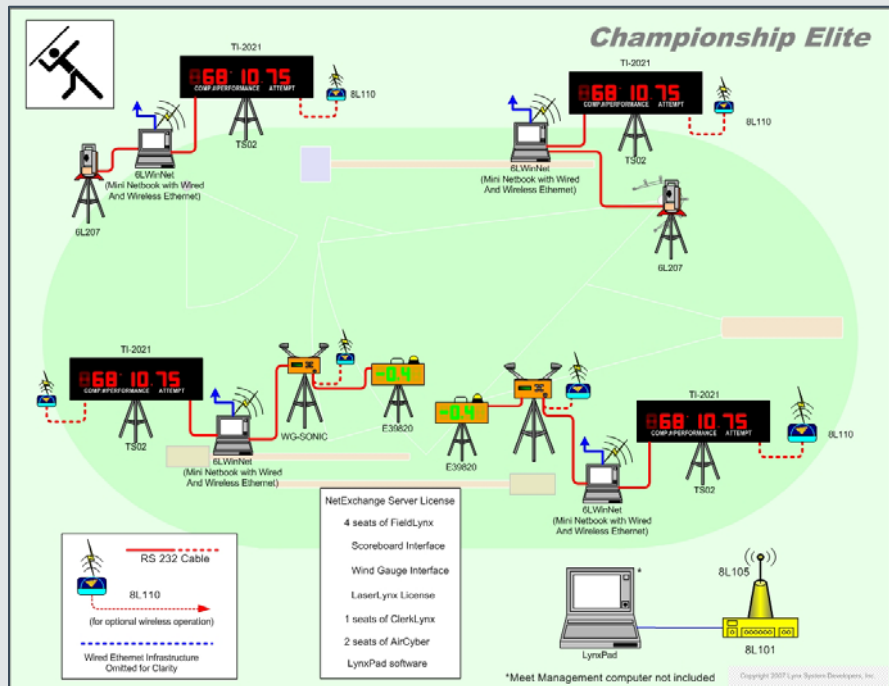 Championship Elite
TI-2021
68 10.75
COMP.#PERFORMANCE ATTEMPT
8L110
TS02
6LWinNet
(Mini Netbook with Wired
And Wireless Ethernet)
6L207
TI-2021
68 10.75
COMP.#PERFORMANCE ATTEMPT
8L110
TS02
6LWinNet
(Mini Netbook with Wired
And Wireless Ethernet)
6L207
TI-2021
68 10.75
COMP.#PERFORMANCE ATTEMPT
TS02
6LWinNet
(Mini Netbook with Wired
And Wireless Ethernet)
WG-SONIC
-0.4
E39820
-0.4
E39820
TI-2021
68 10.75
COMP.#PERFORMANCE ATTEMPT
8L110
TS02
6LWinNet
(Mini Netbook with Wired
And Wireless Ethernet)
RS 232 Cable
8L110
(for optional wireless operation)
Wired Ethernet Infrastructure
Omitted for Clarity
NetExchange Server License
4 seats of FieldLynx
Scoreboard Interface
Wind Gauge Interface
LaserLynx License
1 seats of ClerkLynx
2 seats of AirCyber
LynxPad software
*
LynxPad
8L105
8L101
*Meet Management computer not included
Copyright 2007 Lynx System Developers, Inc.